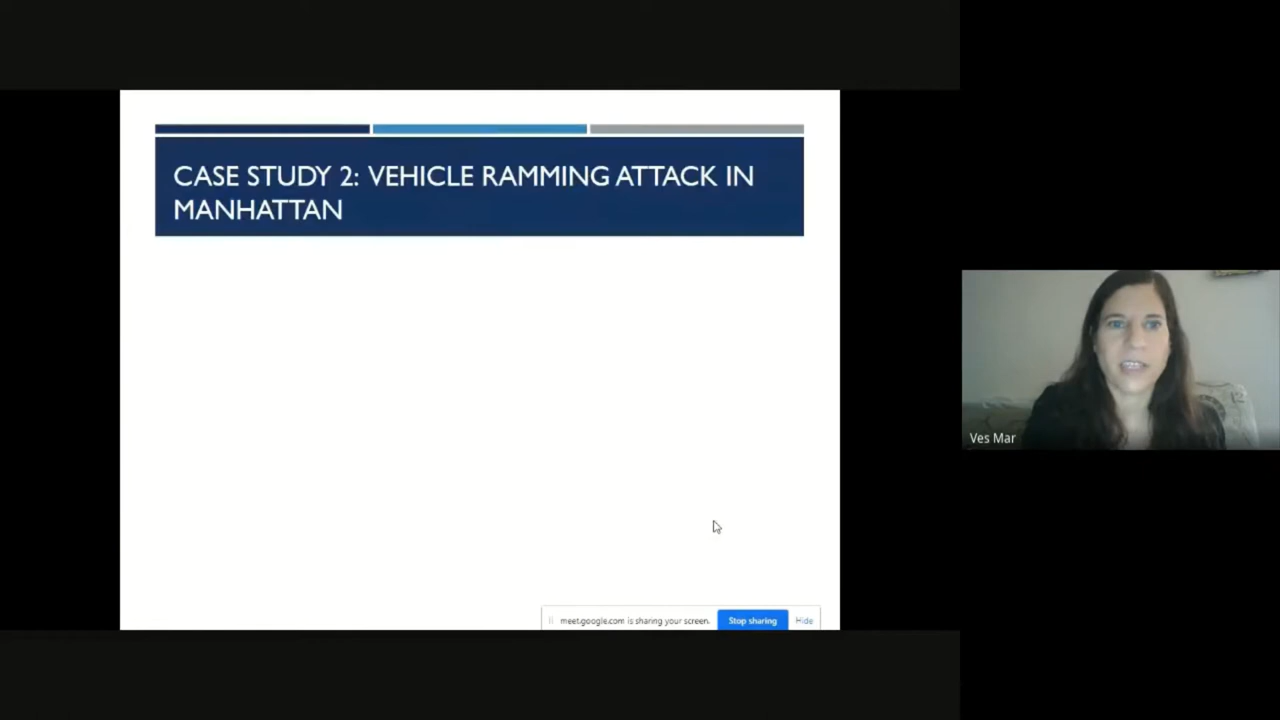 CASE STUDY 2: VEHICLE RAMMING ATTACK IN
MANHATTAN
Ves Mar
meet.google.com is sharing your screen.
Stop sharing
Hide